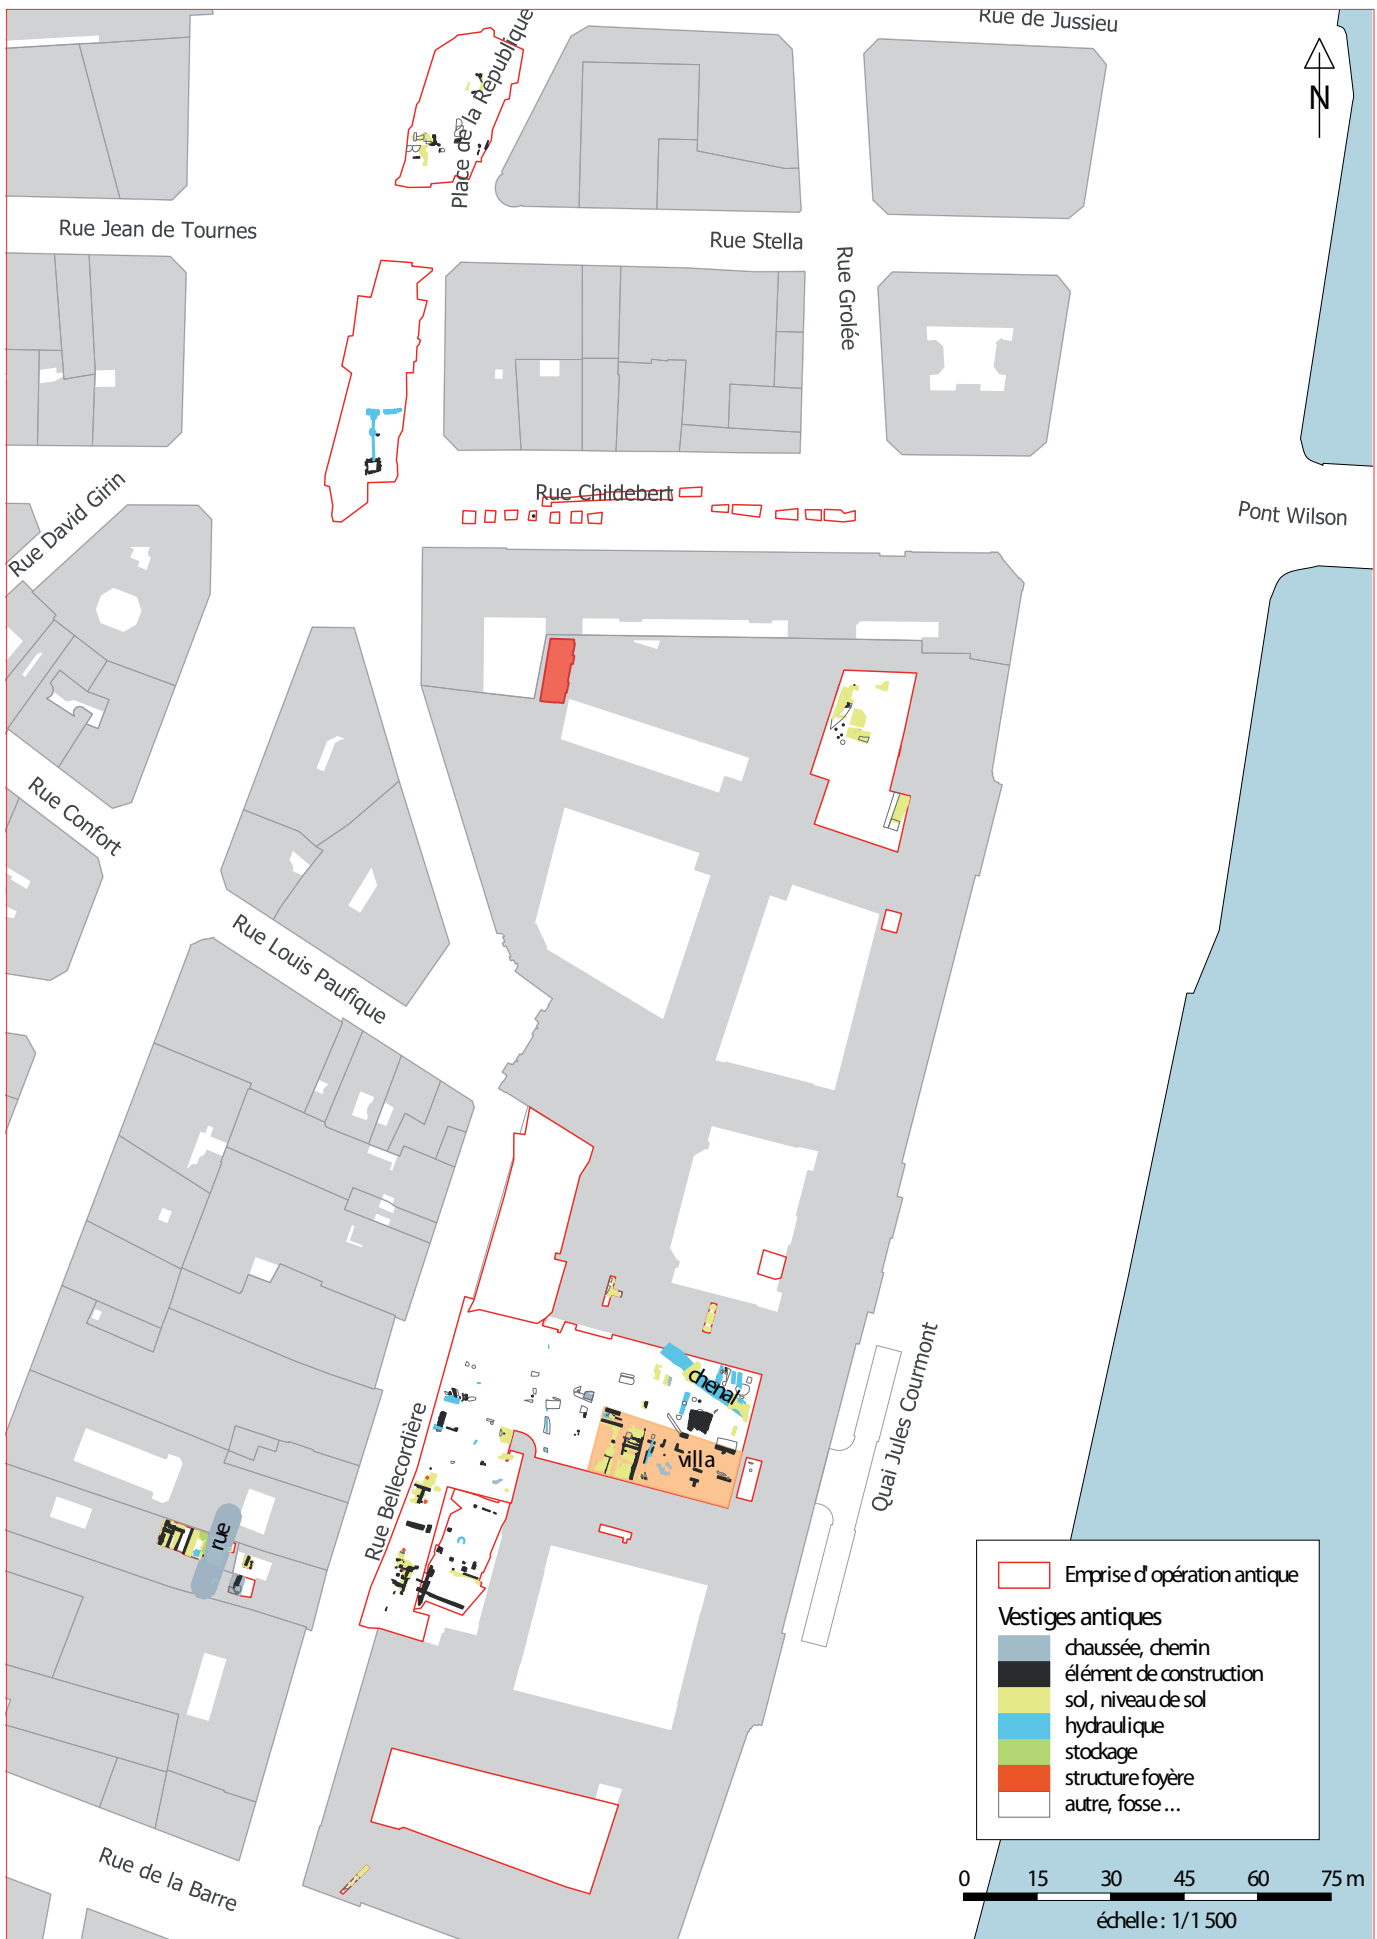 Rue de Jussieu
Place de la République
N
Rue Jean de Tournes
Rue Stella
Rue Grolée
Rue Childebert
Rue David Girin
Pont Wilson
Rue Confort
Rue Louis Paufique
chenal
villa
Quai Jules Courmont
Rue Bellecordière
rue
Emprise d'opération antique
Vestiges antiques
chaussée, chemin
élément de construction
sol, niveau de sol
hydraulique
stockage
structure foyère
autre, fosse ...
Rue de la Barre
0 15 30 45 60 75 m
échelle : 1/1 500